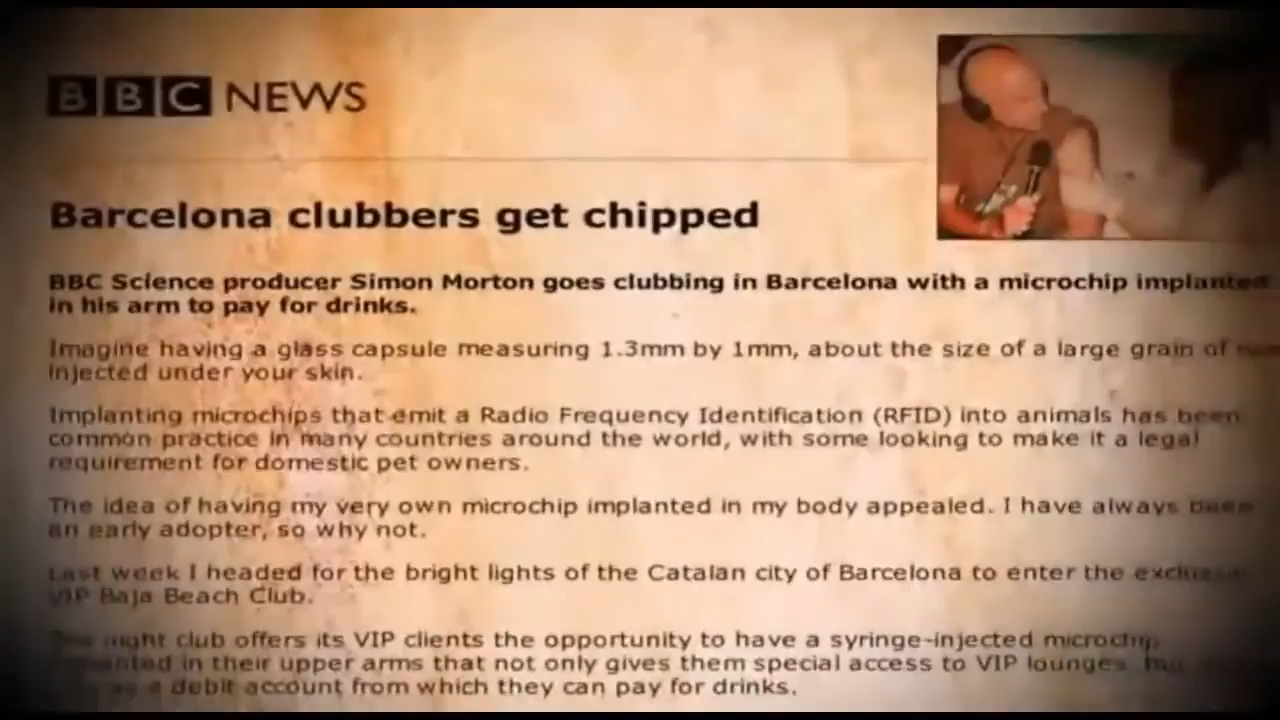 BBC NEWS
Barcelona clubbers get chipped
BBC Science producer Simon Morton goes clubbing in Barcelona with a microchip implanted
in his arm to pay for drinks.
Imagine having a glass capsule measuring 1.3mm by 1mm, about the size of a large grain of
injected under your skin.
Implanting microchips that emit a Radio Frequency Identification (RFID) into animals has been
common practice in many countries around the world, with some looking to make it a legal
requirement for domestic pet owners.
The idea of having my very own microchip implanted in my body appealed. I have always been
an early adopter, so why not.
Last week I headed for the bright lights of the Catalan city of Barcelona to enter the
VIP Baja Beach Club.
night club offers its VIP clients the opportunity to have a syringe-injected microchip
in their upper arms that not only gives them special access to VIP lounges,
a debit account from which they can pay for drinks.